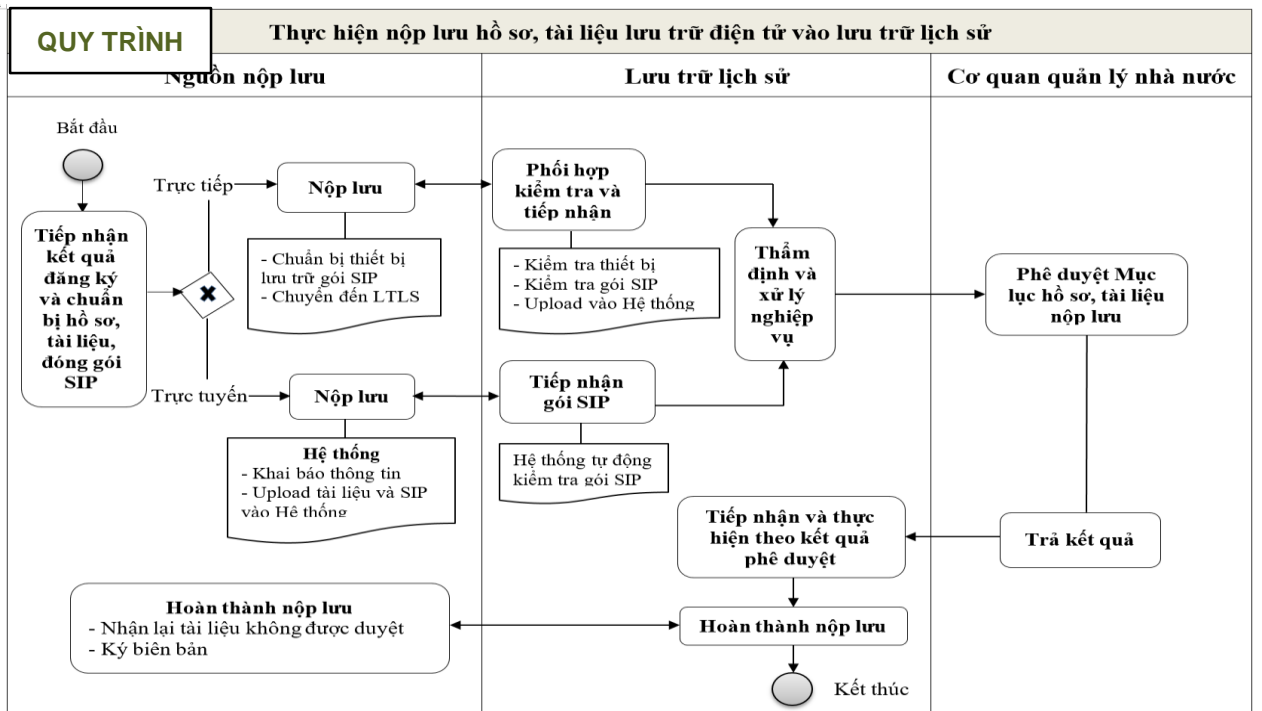 QUY TRÌNH
Thực hiện nộp lưu hồ sơ, tài liệu lưu trữ điện tử vào lưu trữ lịch sử
Nguồn nộp lưu
Lưu trữ lịch sử
Cơ quan quản lý nhà nước
Bắt đầu
Tiếp nhận
kết quả
đăng ký
và chuẩn
bị hồ sơ,
tài liệu,
đóng gói
SIP
Trực tiếp
Nộp lưu
- Chuẩn bị thiết bị
lưu trữ gói SIP
- Chuyển đến LTLS
Phối hợp
kiểm tra và
tiếp nhận
- Kiểm tra thiết bị
- Kiểm tra gói SIP
- Upload vào Hệ thống
Trực tuyến
Nộp lưu
Hệ thống
- Khai báo thông tin
- Upload tài liệu và SIP
vào Hệ thống
Tiếp nhận
gói SIP
Hệ thống tự động
kiểm tra gói SIP
Thẩm
định và
xử lý
nghiệp
vụ
Phê duyệt Mục
lục hồ sơ, tài liệu
nộp lưu
Trả kết quả
Tiếp nhận và thực
hiện theo kết quả
phê duyệt
Hoàn thành nộp lưu
Hoàn thành nộp lưu
- Nhận lại tài liệu không được duyệt
- Ký biên bản
Kết thúc